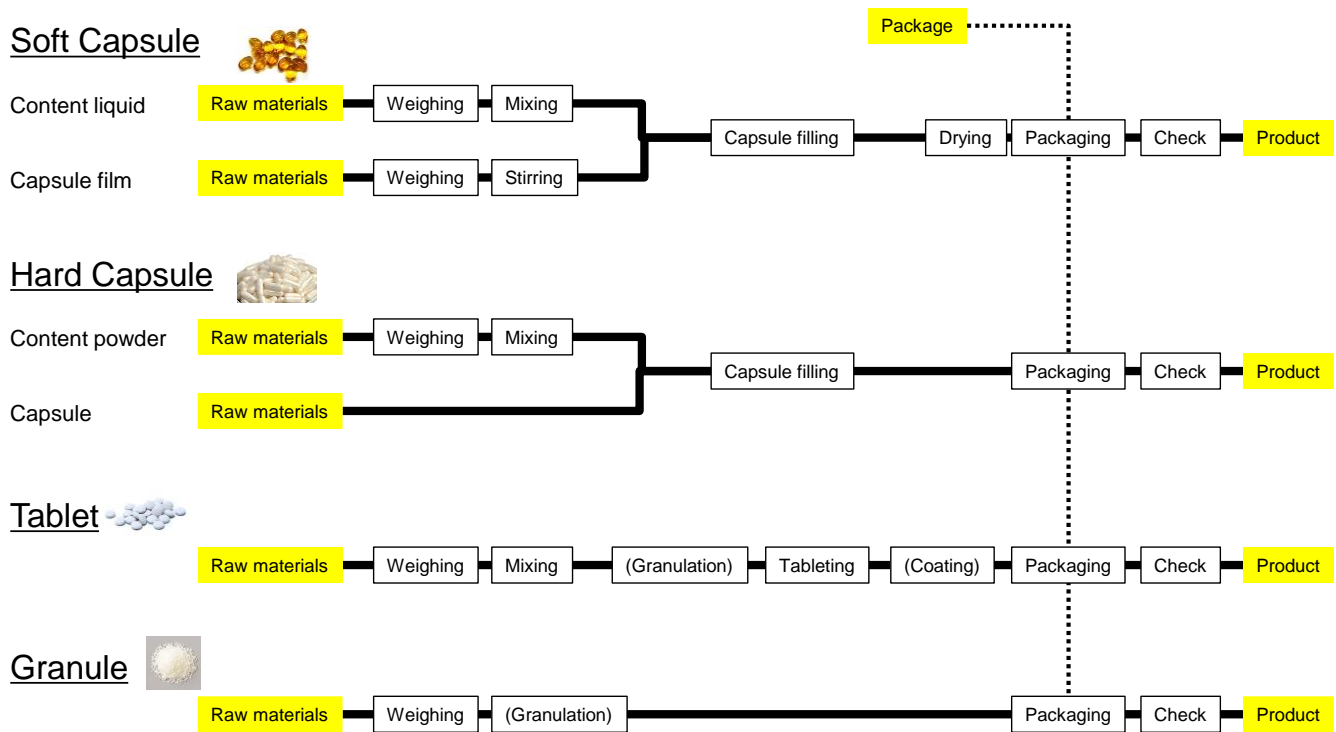 Package
Soft Capsule
Content liquid
Raw materials
Weighing
Mixing
Capsule filling
Drying
Packaging
Check
Product
Capsule film
Raw materials
Weighing
Stirring
Hard Capsule
Content powder
Raw materials
Weighing
Mixing
Capsule filling
Packaging
Check
Product
Capsule
Raw materials
Tablet
Raw materials
Weighing
Mixing
(Granulation)
Tableting
(Coating)
Packaging
Check
Product
Granule
Raw materials
Weighing
(Granulation)
Packaging
Check
Product